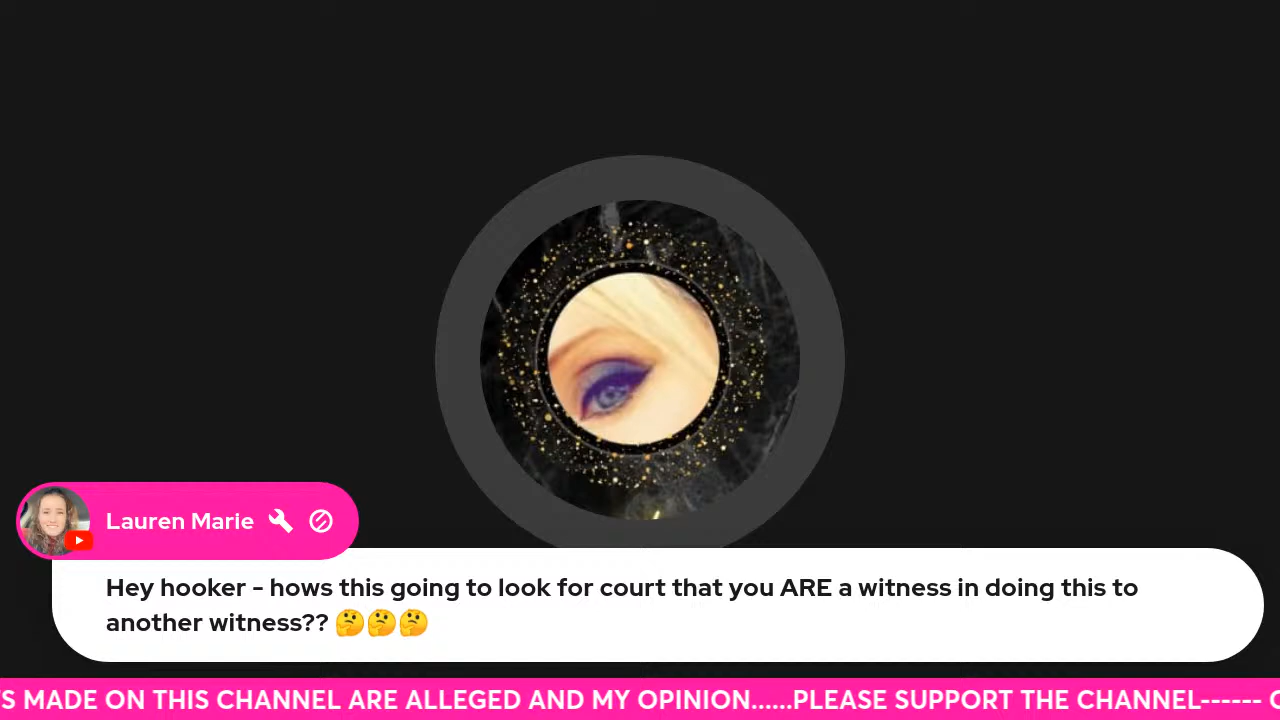 Lauren Marie
Hey hooker - hows this going to look for court that you ARE a witness in doing this to
another witness?? 🤔🤔🤔
'S MADE ON THIS CHANNEL ARE ALLEGED AND MY OPINION......PLEASE SUPPORT THE CHANNEL------